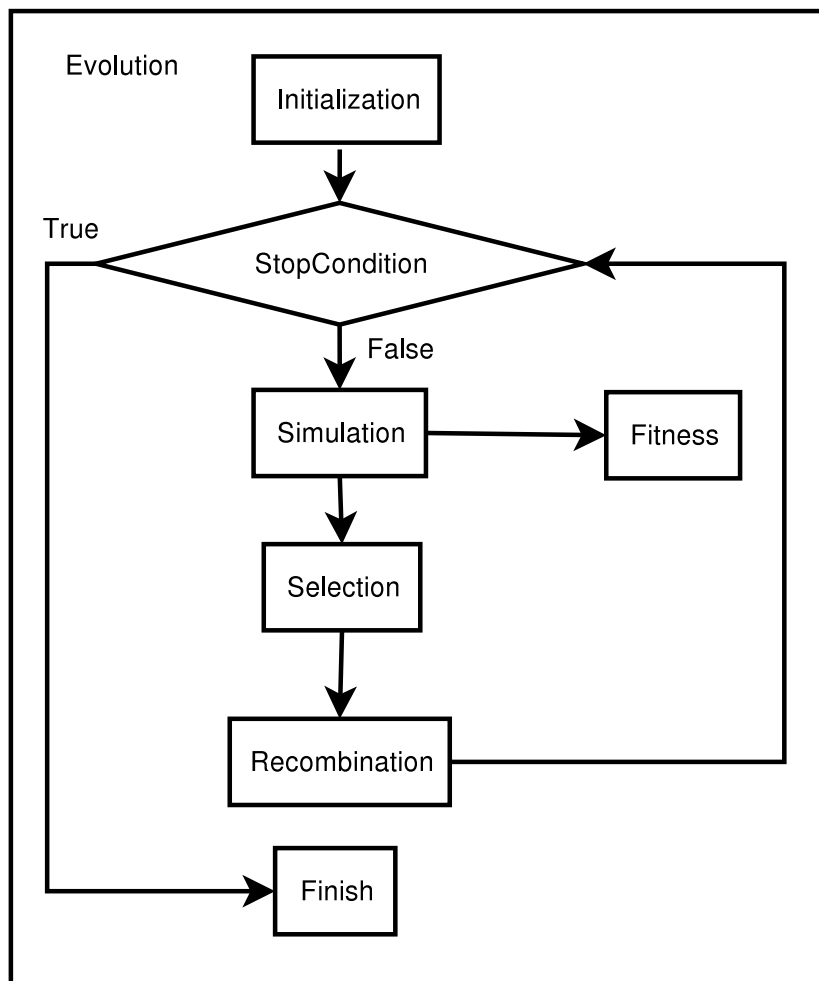 Evolution
Initialization
True
StopCondition
False
Simulation
Fitness
Selection
Recombination
Finish